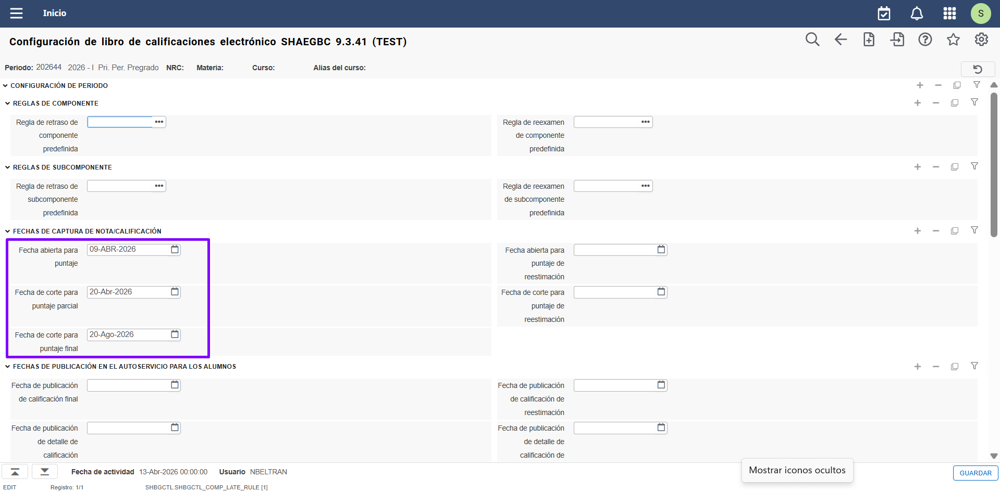 Inicio
S
Configuración de libro de calificaciones electrónico SHAEGBC 9.3.41 (TEST)
Periodo: 202644 2026 - I Pri. Per. Pregrado NRC: Materia: Curso: Alias del curso:
CONFIGURACIÓN DE PERIODO
REGLAS DE COMPONENTE
Regla de retraso de
componente
predefinida
Regla de reexamen
de componente
predefinida
REGLAS DE SUBCOMPONENTE
Regla de retraso de
subcomponente
predefinida
Regla de reexamen
de subcomponente
predefinida
FECHAS DE CAPTURA DE NOTA/CALIFICACIÓN
Fecha abierta para
puntaje
09-ABR-2026
Fecha abierta para
puntaje de
reestimación
Fecha de corte para
puntaje parcial
20-Abr-2026
Fecha de corte para
puntaje de
reestimación
Fecha de corte para
puntaje final
20-Ago-2026
FECHAS DE PUBLICACIÓN EN EL AUTOSERVICIO PARA LOS ALUMNOS
Fecha de publicación
de calificación final
Fecha de publicación
de calificación de
reestimación
Fecha de publicación
de detalle de
calificación
Fecha de publicación
de detalle de
calificación de
Mostrar iconos ocultos
Fecha de actividad 13-Abr-2026 00:00:00 Usuario NBELTRAN
GUARDAR
EDIT Registro: 1/1 SHBGCTL.SHBGCTL_COMP_LATE_RULE [1]